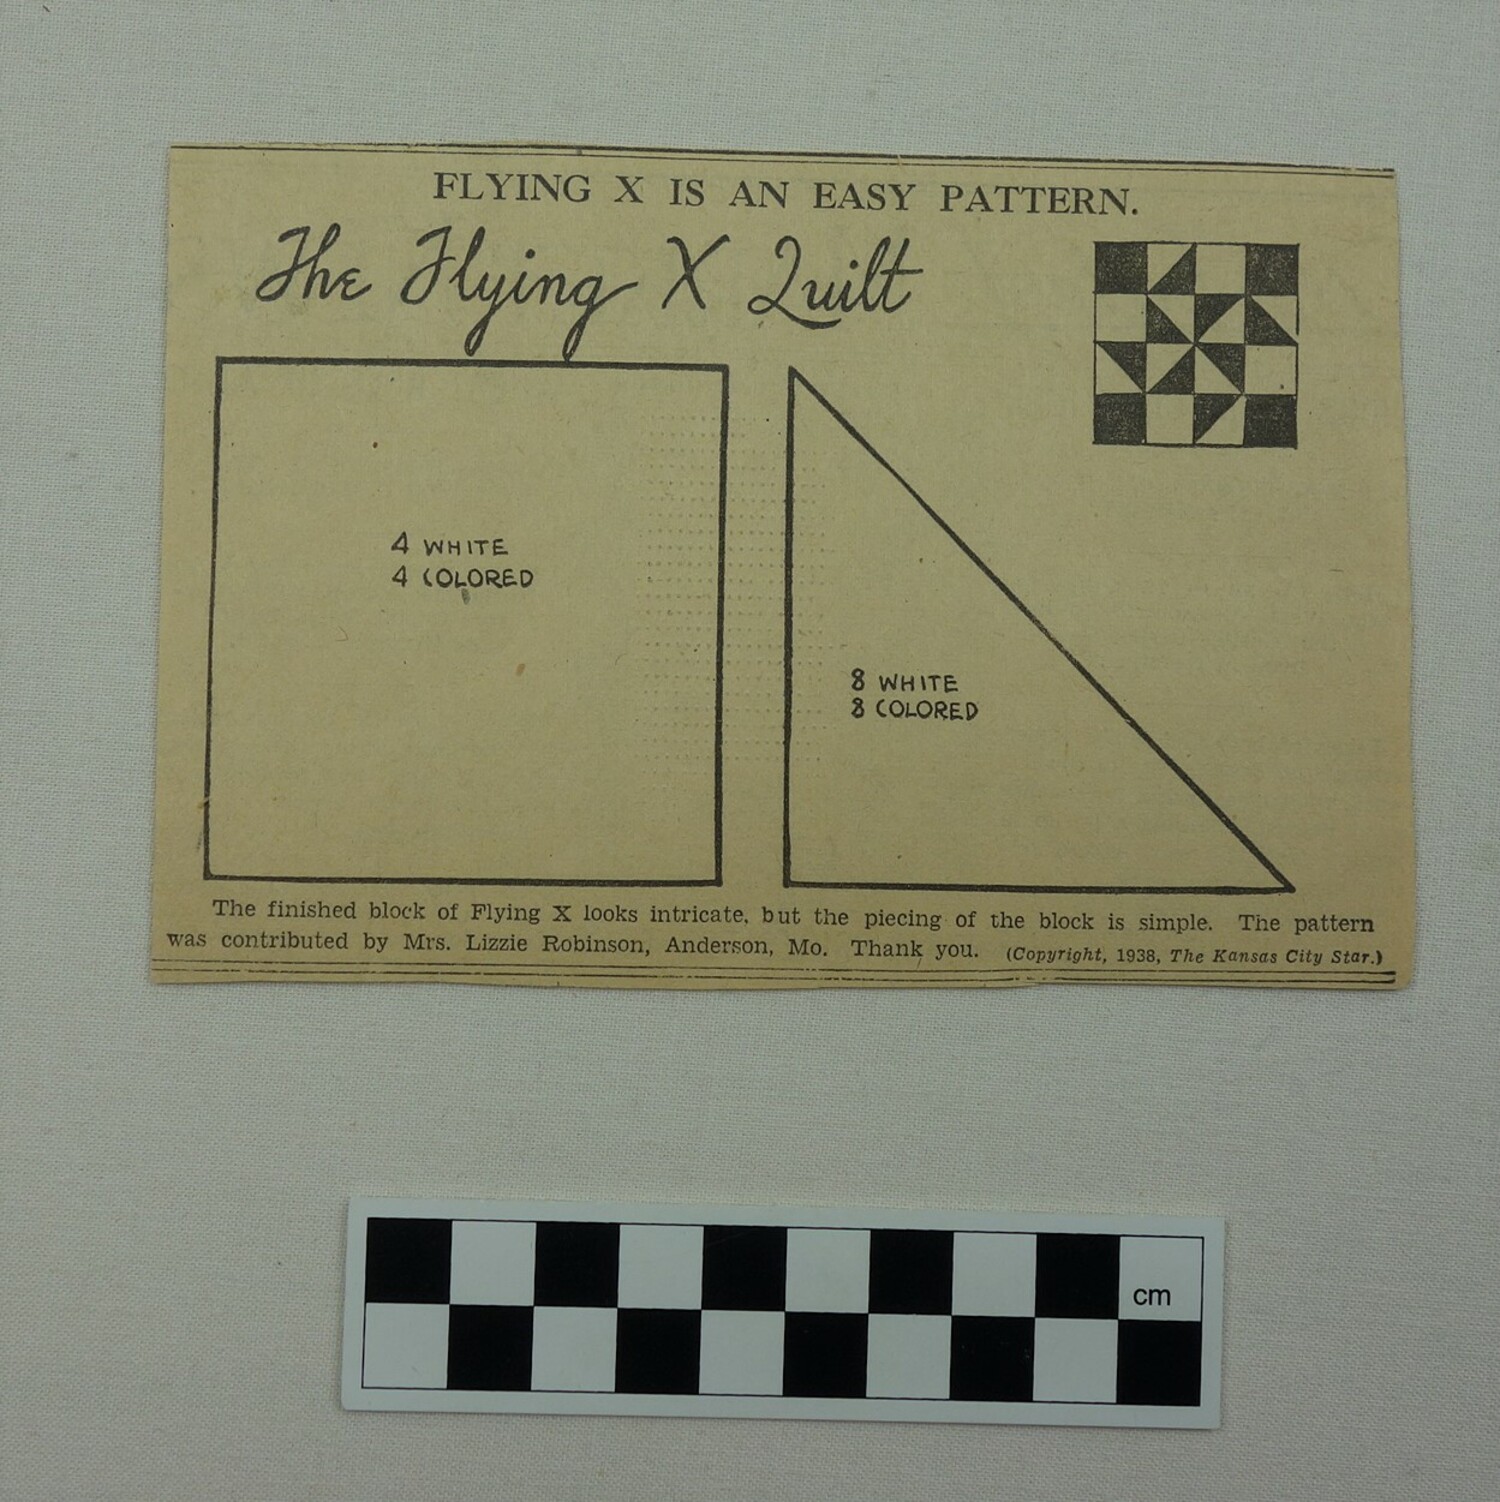 FLYING X IS AN EASY PATTERN.
The Flying X Quilt
4 WHITE
4 COLORED
8 WHITE
8 COLORED
The finished block of Flying X looks intricate, but the piecing of the block is simple. The pattern
was contributed by Mrs. Lizzie Robinson, Anderson, Mo. Thank you. (Copyright, 1938, The Kansas City Star.)
cm